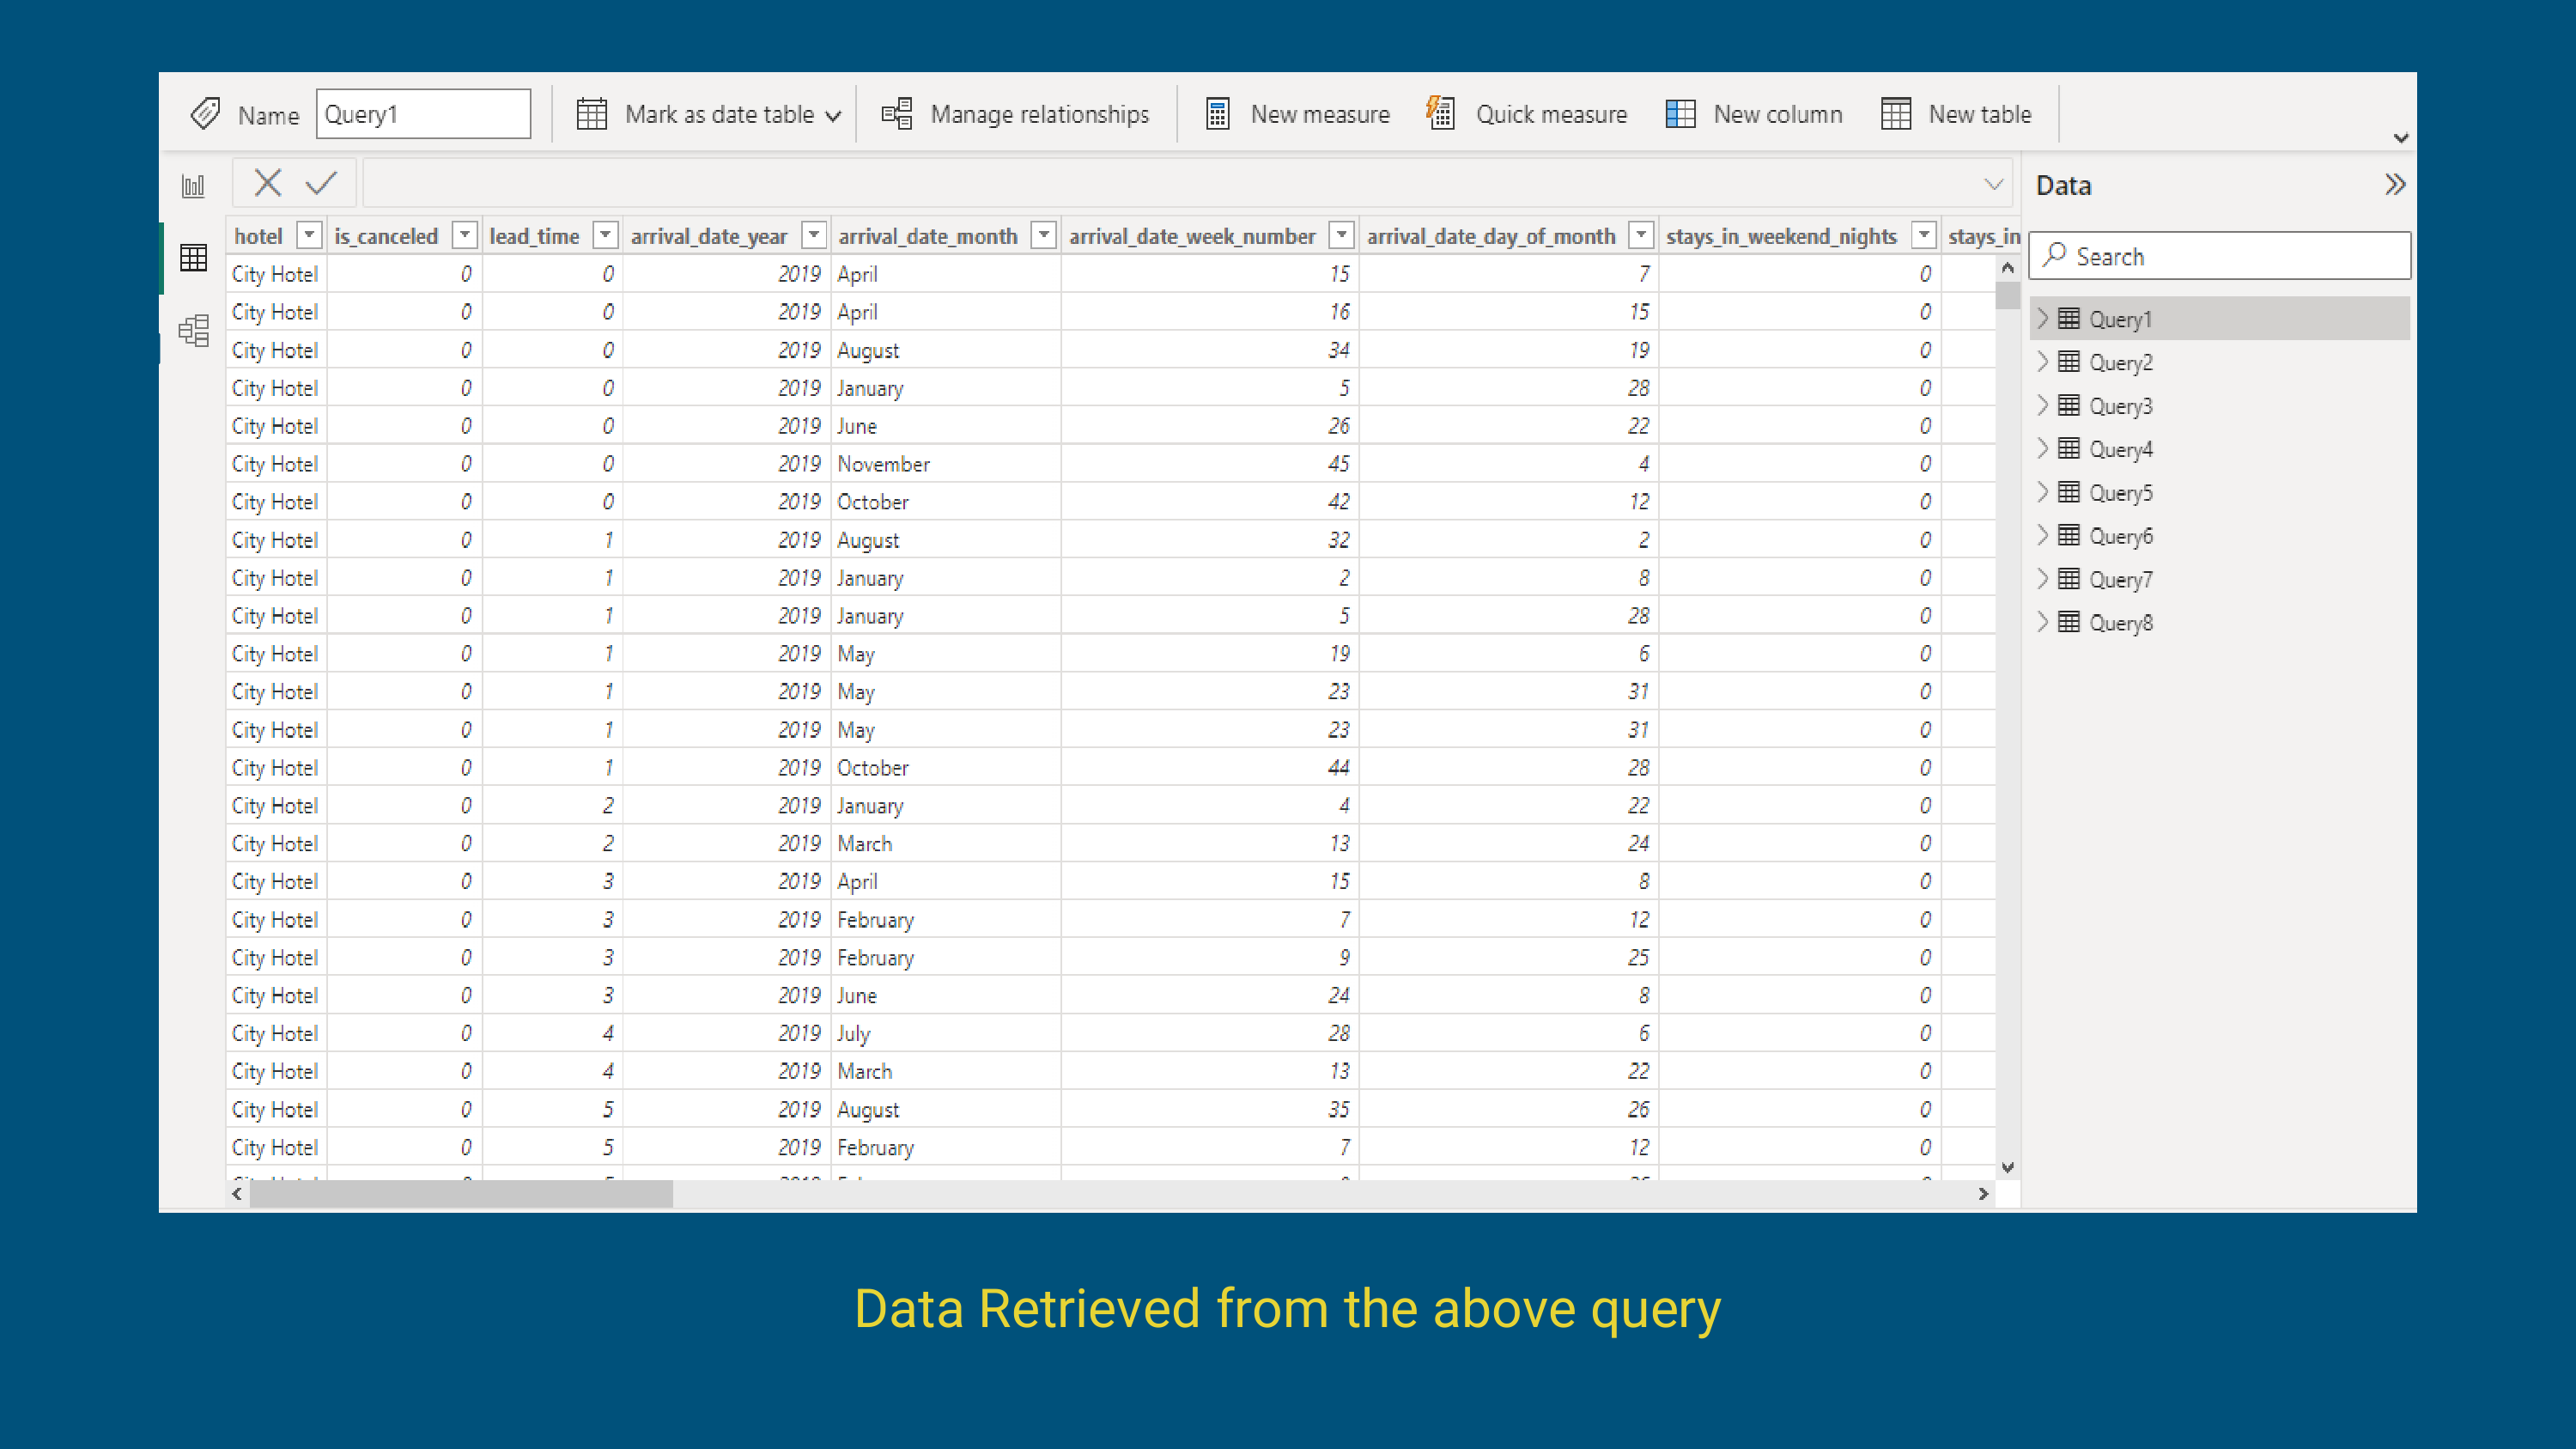 Name Query1 Mark as date table Manage relationships New measure Quick measure New column New table
Data
hotel is_canceled lead_time arrival_date_year arrival_date_month arrival_date_week_number arrival_date_day_of_month stays_in_weekend_nights stays_in
City Hotel 0 0 2019 April 15 7 0
City Hotel 0 0 2019 April 16 15 0
City Hotel 0 0 2019 August 34 19 0
City Hotel 0 0 2019 January 5 28 0
City Hotel 0 0 2019 June 26 22 0
City Hotel 0 0 2019 November 45 4 0
City Hotel 0 0 2019 October 42 12 0
City Hotel 0 1 2019 August 32 2 0
City Hotel 0 1 2019 January 2 8 0
City Hotel 0 1 2019 January 5 28 0
City Hotel 0 1 2019 May 19 6 0
City Hotel 0 1 2019 May 23 31 0
City Hotel 0 1 2019 May 23 31 0
City Hotel 0 1 2019 October 44 28 0
City Hotel 0 2 2019 January 4 22 0
City Hotel 0 2 2019 March 13 24 0
City Hotel 0 3 2019 April 15 8 0
City Hotel 0 3 2019 February 7 12 0
City Hotel 0 3 2019 February 9 25 0
City Hotel 0 3 2019 June 24 8 0
City Hotel 0 4 2019 July 28 6 0
City Hotel 0 4 2019 March 13 22 0
City Hotel 0 5 2019 August 35 26 0
City Hotel 0 5 2019 February 7 12 0
Search
Query1
Query2
Query3
Query4
Query5
Query6
Query7
Query8
Data Retrieved from the above query